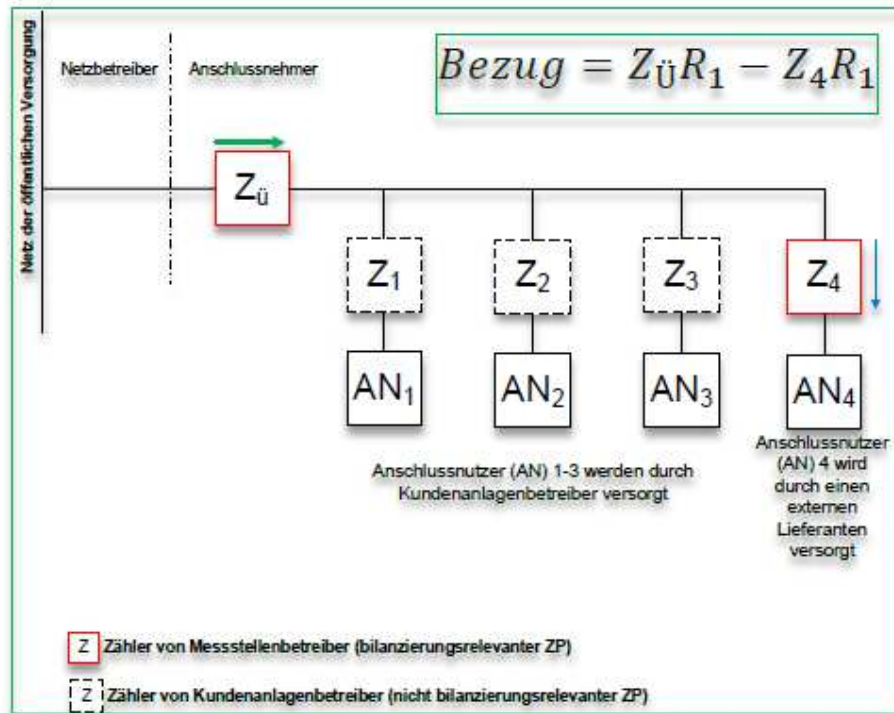 Netz der öffentlichen Versorgung
Netzbetreiber
Anschlussnehmer
Bezug = ZÜR₁ − Z₄R₁
Zü
Z₁
Z₂
Z₃
Z₄
AN₁
AN₂
AN₃
AN₄
Anschlussnutzer (AN) 1-3 werden durch
Kundenanlagenbetreiber versorgt
Anschlussnutzer
(AN) 4 wird
durch einen
externen
Lieferanten
versorgt
Z Zähler von Messstellenbetreiber (bilanzierungsrelevanter ZP)
Z Zähler von Kundenanlagenbetreiber (nicht bilanzierungsrelevanter ZP)